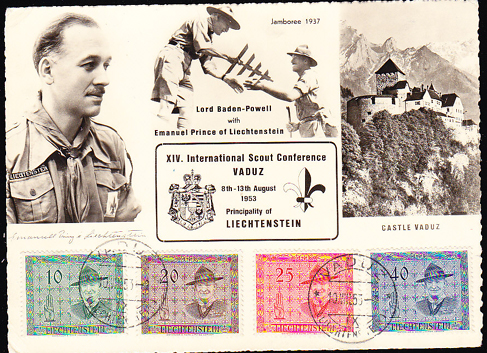 Jamboree 1937
Lord Baden-Powell
with
Emanuel Prince of Liechtenstein
XIV. International Scout Conference
VADUZ
8th-13th August
1953
Principality of
LIECHTENSTEIN
CASTLE VADUZ
10
20
25
40
LIECHTENSTEIN
LIECHTENSTEIN
LIECHTENSTEIN
LIECHTENSTEIN